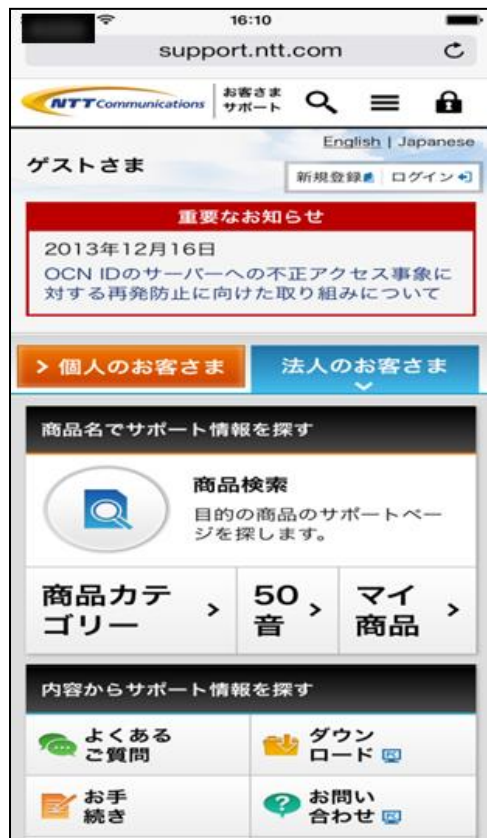 16:10
support.ntt.com
NTT Communications
お客さま
サポート
English | Japanese
ゲストさま
新規登録 ログイン
重要なお知らせ
2013年12月16日
OCN IDのサーバーへの不正アクセス事象に
対する再発防止に向けた取り組みについて
> 個人のお客さま
法人のお客さま
商品名でサポート情報を探す
商品検索
目的の商品のサポートペー
ジを探します。
商品カテ
ゴリー
50
音
マイ
商品
内容からサポート情報を探す
よくある
ご質問
ダウン
ロード
お手
続き
お問い
合わせ